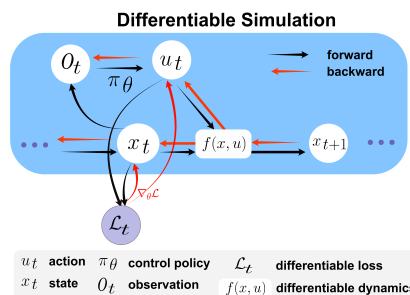 Differentiable Simulation
O_t
u_t
forward
backward
π_θ
x_t
f(x, u)
x_{t+1}
∇_θ ℒ
ℒ_t
u_t action π_θ control policy ℒ_t differentiable loss
x_t state O_t observation f(x, u) differentiable dynamics